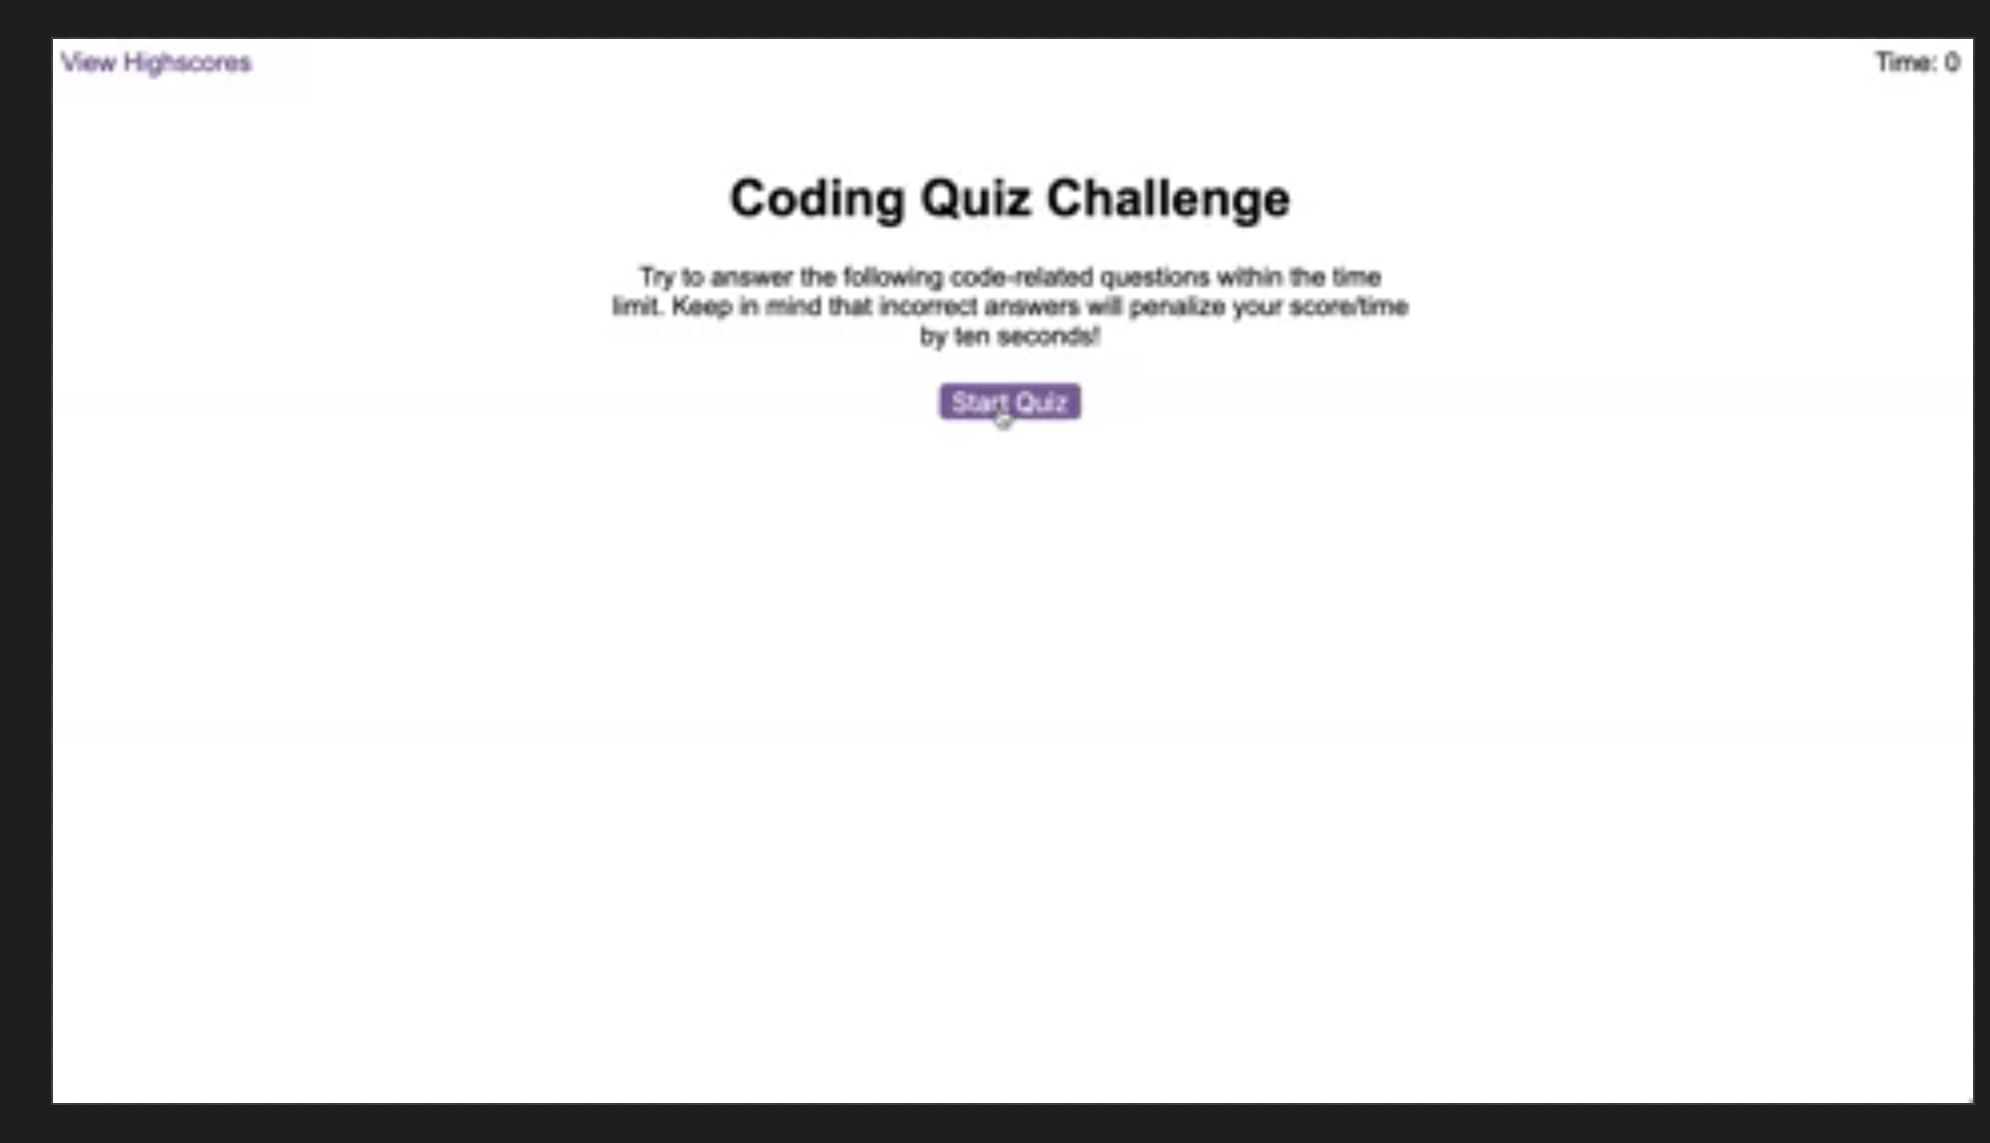 View Highscores
Time: 0
Coding Quiz Challenge
Try to answer the following code-related questions within the time
limit. Keep in mind that incorrect answers will penalize your score/time
by ten seconds!
Start Quiz